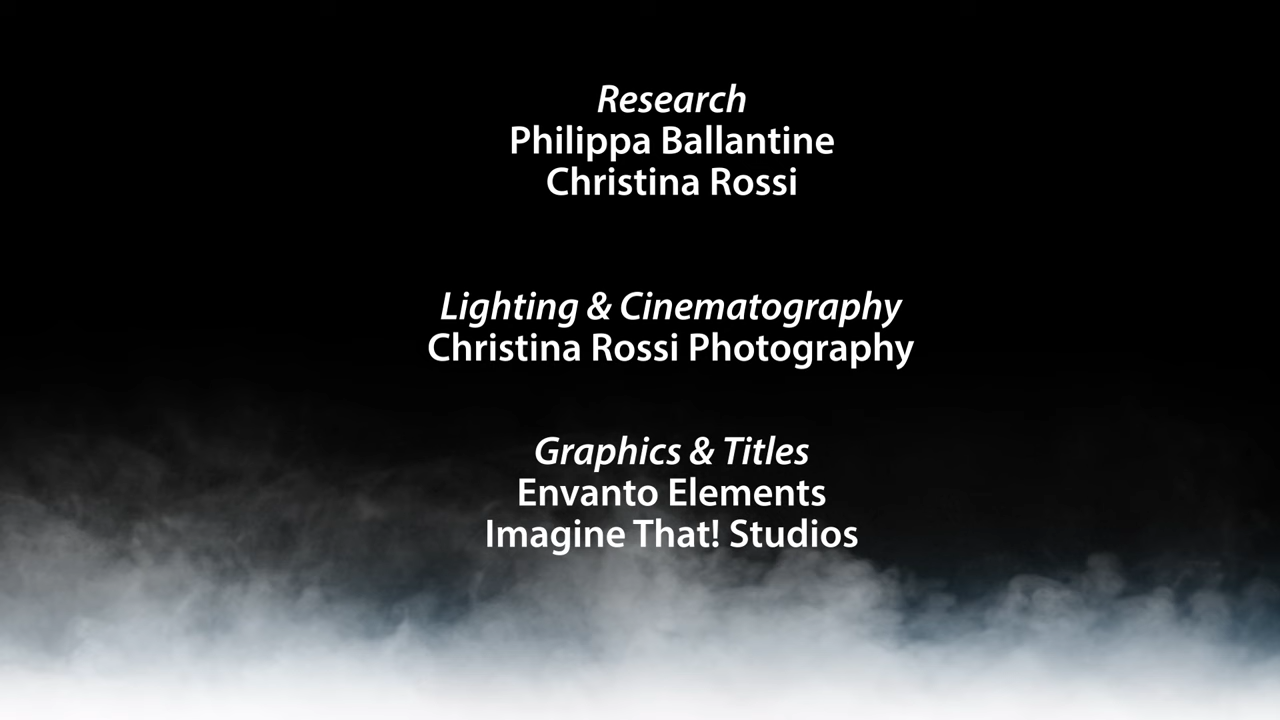 Research
Philippa Ballantine
Christina Rossi
Lighting & Cinematography
Christina Rossi Photography
Graphics & Titles
Envanto Elements
Imagine That! Studios